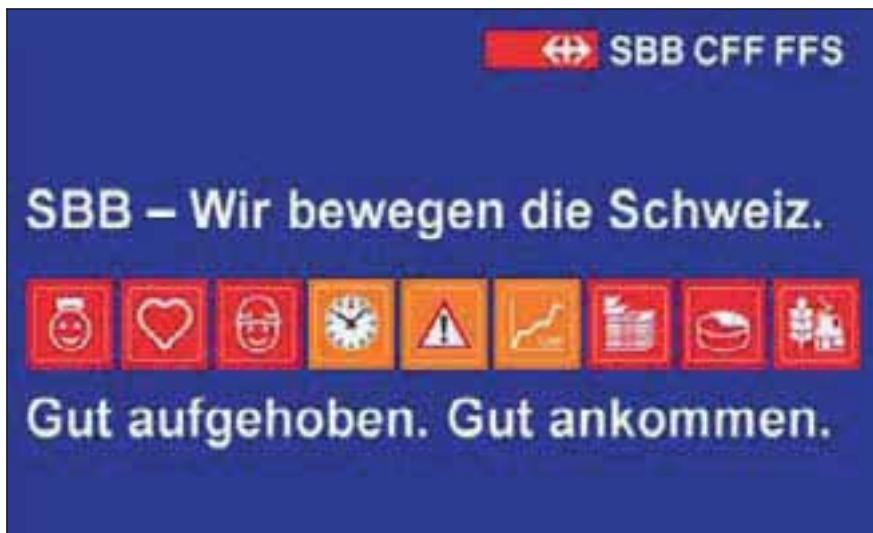 SBB CFF FFS
SBB – Wir bewegen die Schweiz.
Gut aufgehoben. Gut ankommen.